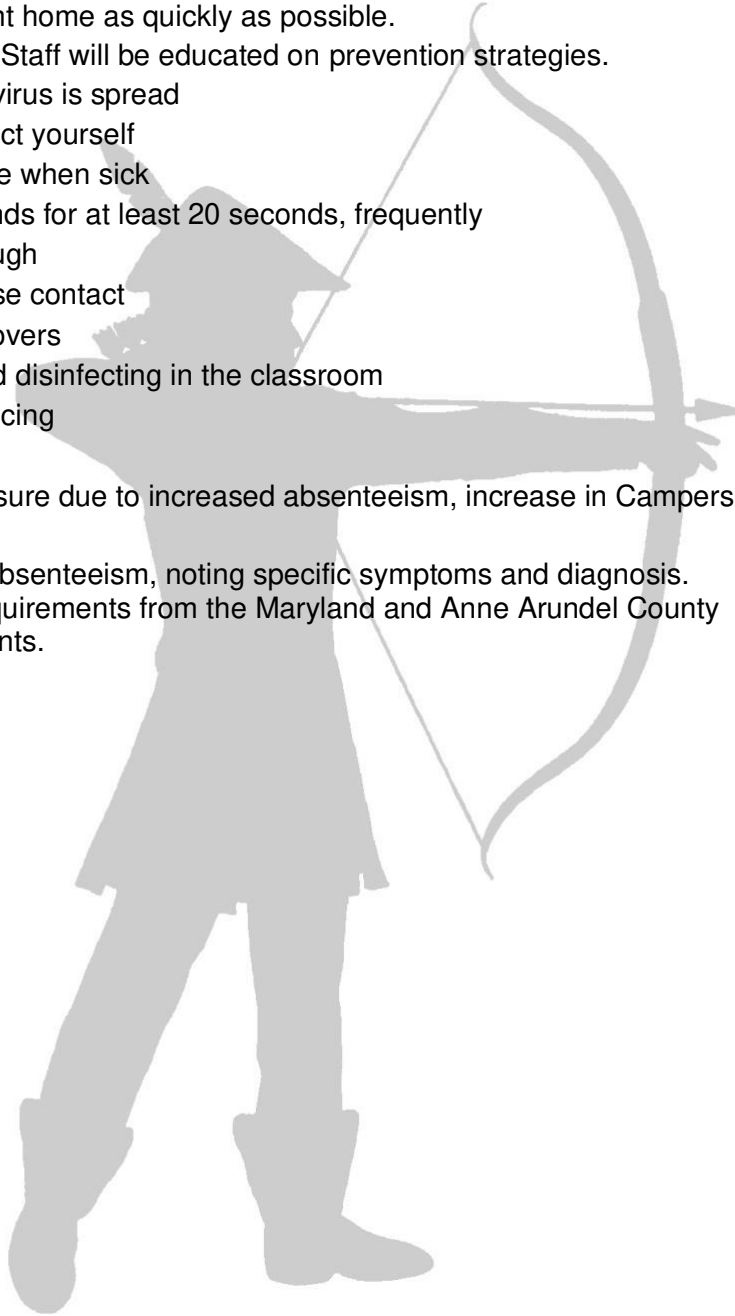 nt home as quickly as possible.
Staff will be educated on prevention strategies.
virus is spread
ct yourself
e when sick
nds for at least 20 seconds, frequently
ugh
se contact
overs
d disinfecting in the classroom
cing
sure due to increased absenteeism, increase in Campers
bsenteeism, noting specific symptoms and diagnosis.
quirements from the Maryland and Anne Arundel County
nts.